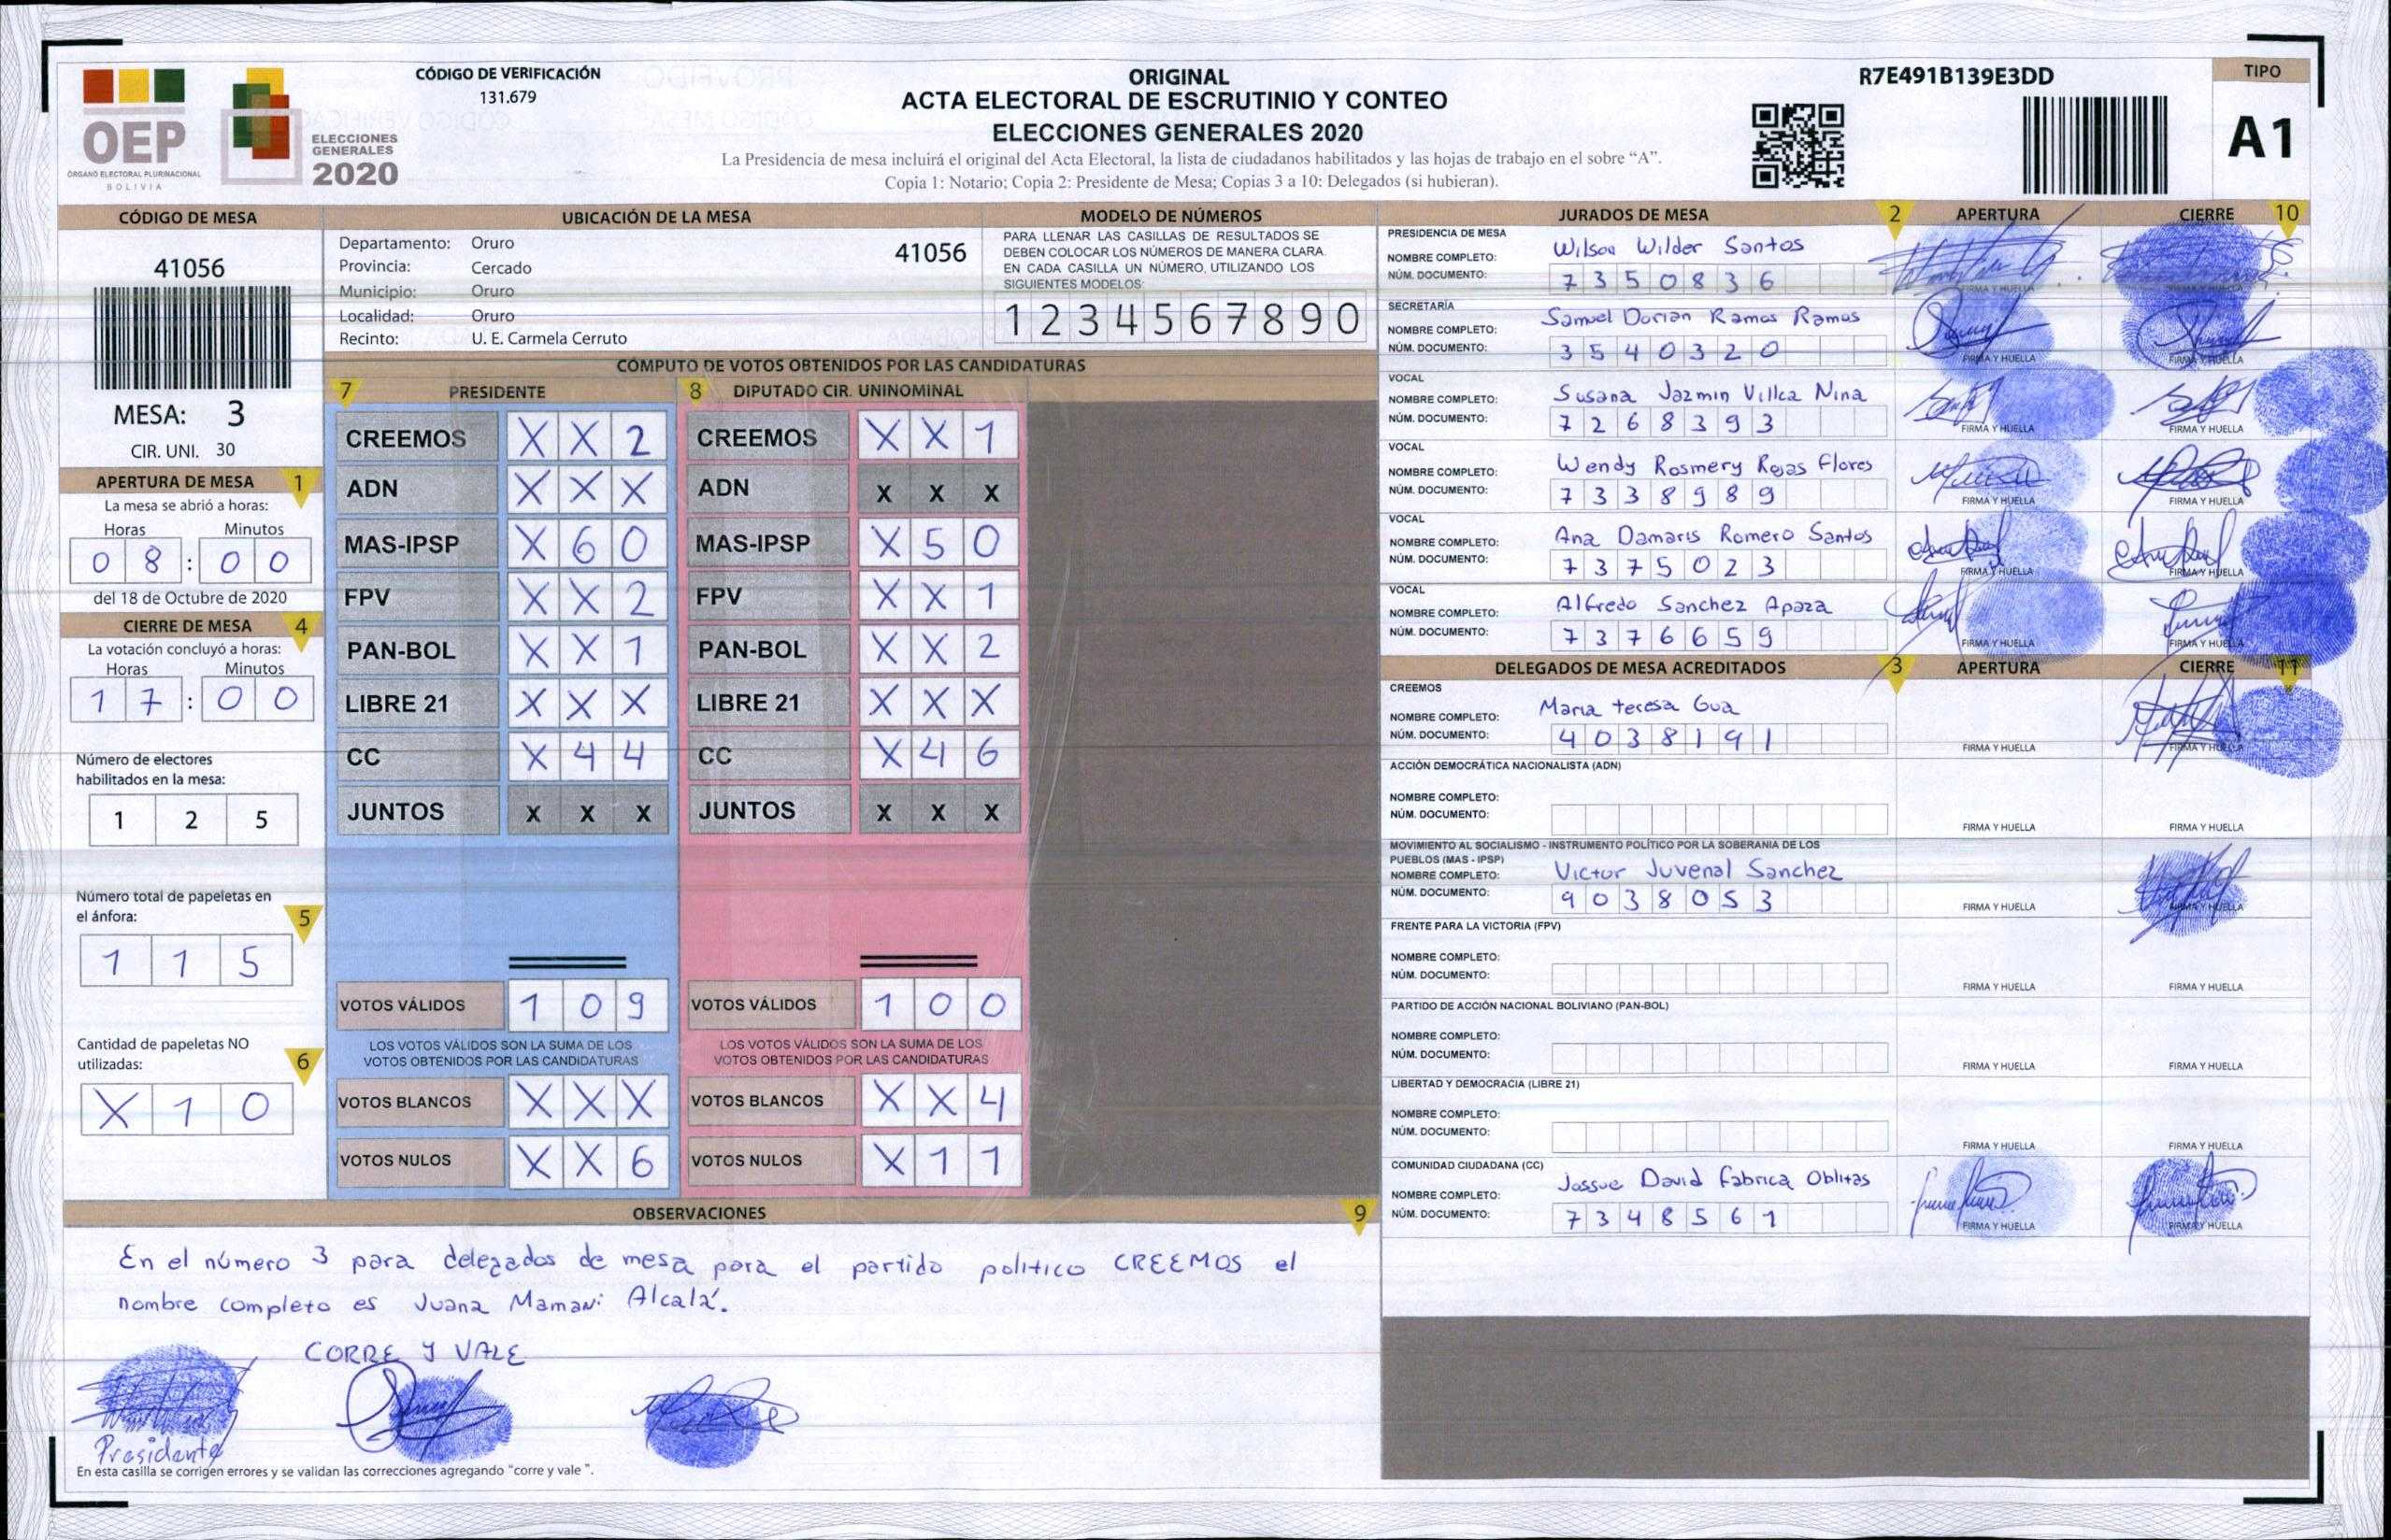 OEP
ÓRGANO ELECTORAL PLURINACIONAL
BOLIVIA
ELECCIONES
GENERALES
2020
CÓDIGO DE VERIFICACIÓN
131.679
ORIGINAL
ACTA ELECTORAL DE ESCRUTINIO Y CONTEO
ELECCIONES GENERALES 2020
La Presidencia de mesa incluirá el original del Acta Electoral, la lista de ciudadanos habilitados y las hojas de trabajo en el sobre “A”.
Copia 1: Notario; Copia 2: Presidente de Mesa; Copias 3 a 10: Delegados (si hubieran).
R7E491B139E3DD
TIPO
A1
CÓDIGO DE MESA
41056
MESA: 3
CIR. UNI. 30
APERTURA DE MESA 1
La mesa se abrió a horas:
Horas Minutos
0 8 : 0 0
del 18 de Octubre de 2020
CIERRE DE MESA 4
La votación concluyó a horas:
Horas Minutos
1 7 : 0 0
Número de electores
habilitados en la mesa:
1 2 5
Número total de papeletas en
el ánfora: 5
1 1 5
Cantidad de papeletas NO
utilizadas: 6
X 1 0
UBICACIÓN DE LA MESA
Departamento: Oruro 41056
Provincia: Cercado
Municipio: Oruro
Localidad: Oruro
Recinto: U. E. Carmela Cerruto
MODELO DE NÚMEROS
PARA LLENAR LAS CASILLAS DE RESULTADOS SE
DEBEN COLOCAR LOS NÚMEROS DE MANERA CLARA.
EN CADA CASILLA UN NÚMERO, UTILIZANDO LOS
SIGUIENTES MODELOS:
1 2 3 4 5 6 7 8 9 0
CÓMPUTO DE VOTOS OBTENIDOS POR LAS CANDIDATURAS
7 PRESIDENTE 8 DIPUTADO CIR. UNINOMINAL
CREEMOS X X 2 CREEMOS X X 1
ADN X X X ADN X X X
MAS-IPSP X 6 0 MAS-IPSP X 5 0
FPV X X 2 FPV X X 1
PAN-BOL X X 1 PAN-BOL X X 2
LIBRE 21 X X X LIBRE 21 X X X
CC X 4 4 CC X 4 6
JUNTOS X X X JUNTOS X X X
VOTOS VÁLIDOS 1 0 9 VOTOS VÁLIDOS 1 0 0
LOS VOTOS VÁLIDOS SON LA SUMA DE LOS LOS VOTOS VÁLIDOS SON LA SUMA DE LOS
VOTOS OBTENIDOS POR LAS CANDIDATURAS VOTOS OBTENIDOS POR LAS CANDIDATURAS
VOTOS BLANCOS X X X VOTOS BLANCOS X X 4
VOTOS NULOS X X 6 VOTOS NULOS X 1 1
OBSERVACIONES 9
En el número 3 para delegados de mesa para el partido político CREEMOS el
nombre completo es Juana Mamani Alcalá.
CORRE Y VALE
Presidente
En esta casilla se corrigen errores y se validan las correcciones agregando “corre y vale ”.
JURADOS DE MESA 2 APERTURA CIERRE 10
PRESIDENCIA DE MESA
NOMBRE COMPLETO: Wilson Wilder Santos
NÚM. DOCUMENTO: 7 3 5 0 8 3 6
FIRMA Y HUELLA FIRMA Y HUELLA
SECRETARÍA
NOMBRE COMPLETO: Samuel Dorian Ramos Ramos
NÚM. DOCUMENTO: 3 5 4 0 3 2 0
FIRMA Y HUELLA FIRMA Y HUELLA
VOCAL
NOMBRE COMPLETO: Susana Jazmin Villca Nina
NÚM. DOCUMENTO: 7 2 6 8 3 9 3
FIRMA Y HUELLA FIRMA Y HUELLA
VOCAL
NOMBRE COMPLETO: Wendy Rosmery Rojas Flores
NÚM. DOCUMENTO: 7 3 3 8 9 8 9
FIRMA Y HUELLA FIRMA Y HUELLA
VOCAL
NOMBRE COMPLETO: Ana Damaris Romero Santos
NÚM. DOCUMENTO: 7 3 7 5 0 2 3
FIRMA Y HUELLA FIRMA Y HUELLA
VOCAL
NOMBRE COMPLETO: Alfredo Sanchez Apaza
NÚM. DOCUMENTO: 7 3 7 6 6 5 9
FIRMA Y HUELLA FIRMA Y HUELLA
DELEGADOS DE MESA ACREDITADOS 3 APERTURA CIERRE 11
CREEMOS
NOMBRE COMPLETO: Maria teresa Gua
NÚM. DOCUMENTO: 4 0 3 8 1 9 1
FIRMA Y HUELLA FIRMA Y HUELLA
ACCIÓN DEMOCRÁTICA NACIONALISTA (ADN)
NOMBRE COMPLETO:
NÚM. DOCUMENTO:
FIRMA Y HUELLA FIRMA Y HUELLA
MOVIMIENTO AL SOCIALISMO - INSTRUMENTO POLÍTICO POR LA SOBERANIA DE LOS
PUEBLOS (MAS - IPSP)
NOMBRE COMPLETO: Victor Juvenal Sanchez
NÚM. DOCUMENTO: 9 0 3 8 0 5 3
FIRMA Y HUELLA FIRMA Y HUELLA
FRENTE PARA LA VICTORIA (FPV)
NOMBRE COMPLETO:
NÚM. DOCUMENTO:
FIRMA Y HUELLA FIRMA Y HUELLA
PARTIDO DE ACCIÓN NACIONAL BOLIVIANO (PAN-BOL)
NOMBRE COMPLETO:
NÚM. DOCUMENTO:
FIRMA Y HUELLA FIRMA Y HUELLA
LIBERTAD Y DEMOCRACIA (LIBRE 21)
NOMBRE COMPLETO:
NÚM. DOCUMENTO:
FIRMA Y HUELLA FIRMA Y HUELLA
COMUNIDAD CIUDADANA (CC)
NOMBRE COMPLETO: Jossue David Fabrica Oblitas
NÚM. DOCUMENTO: 7 3 4 8 5 6 1
FIRMA Y HUELLA FIRMA Y HUELLA